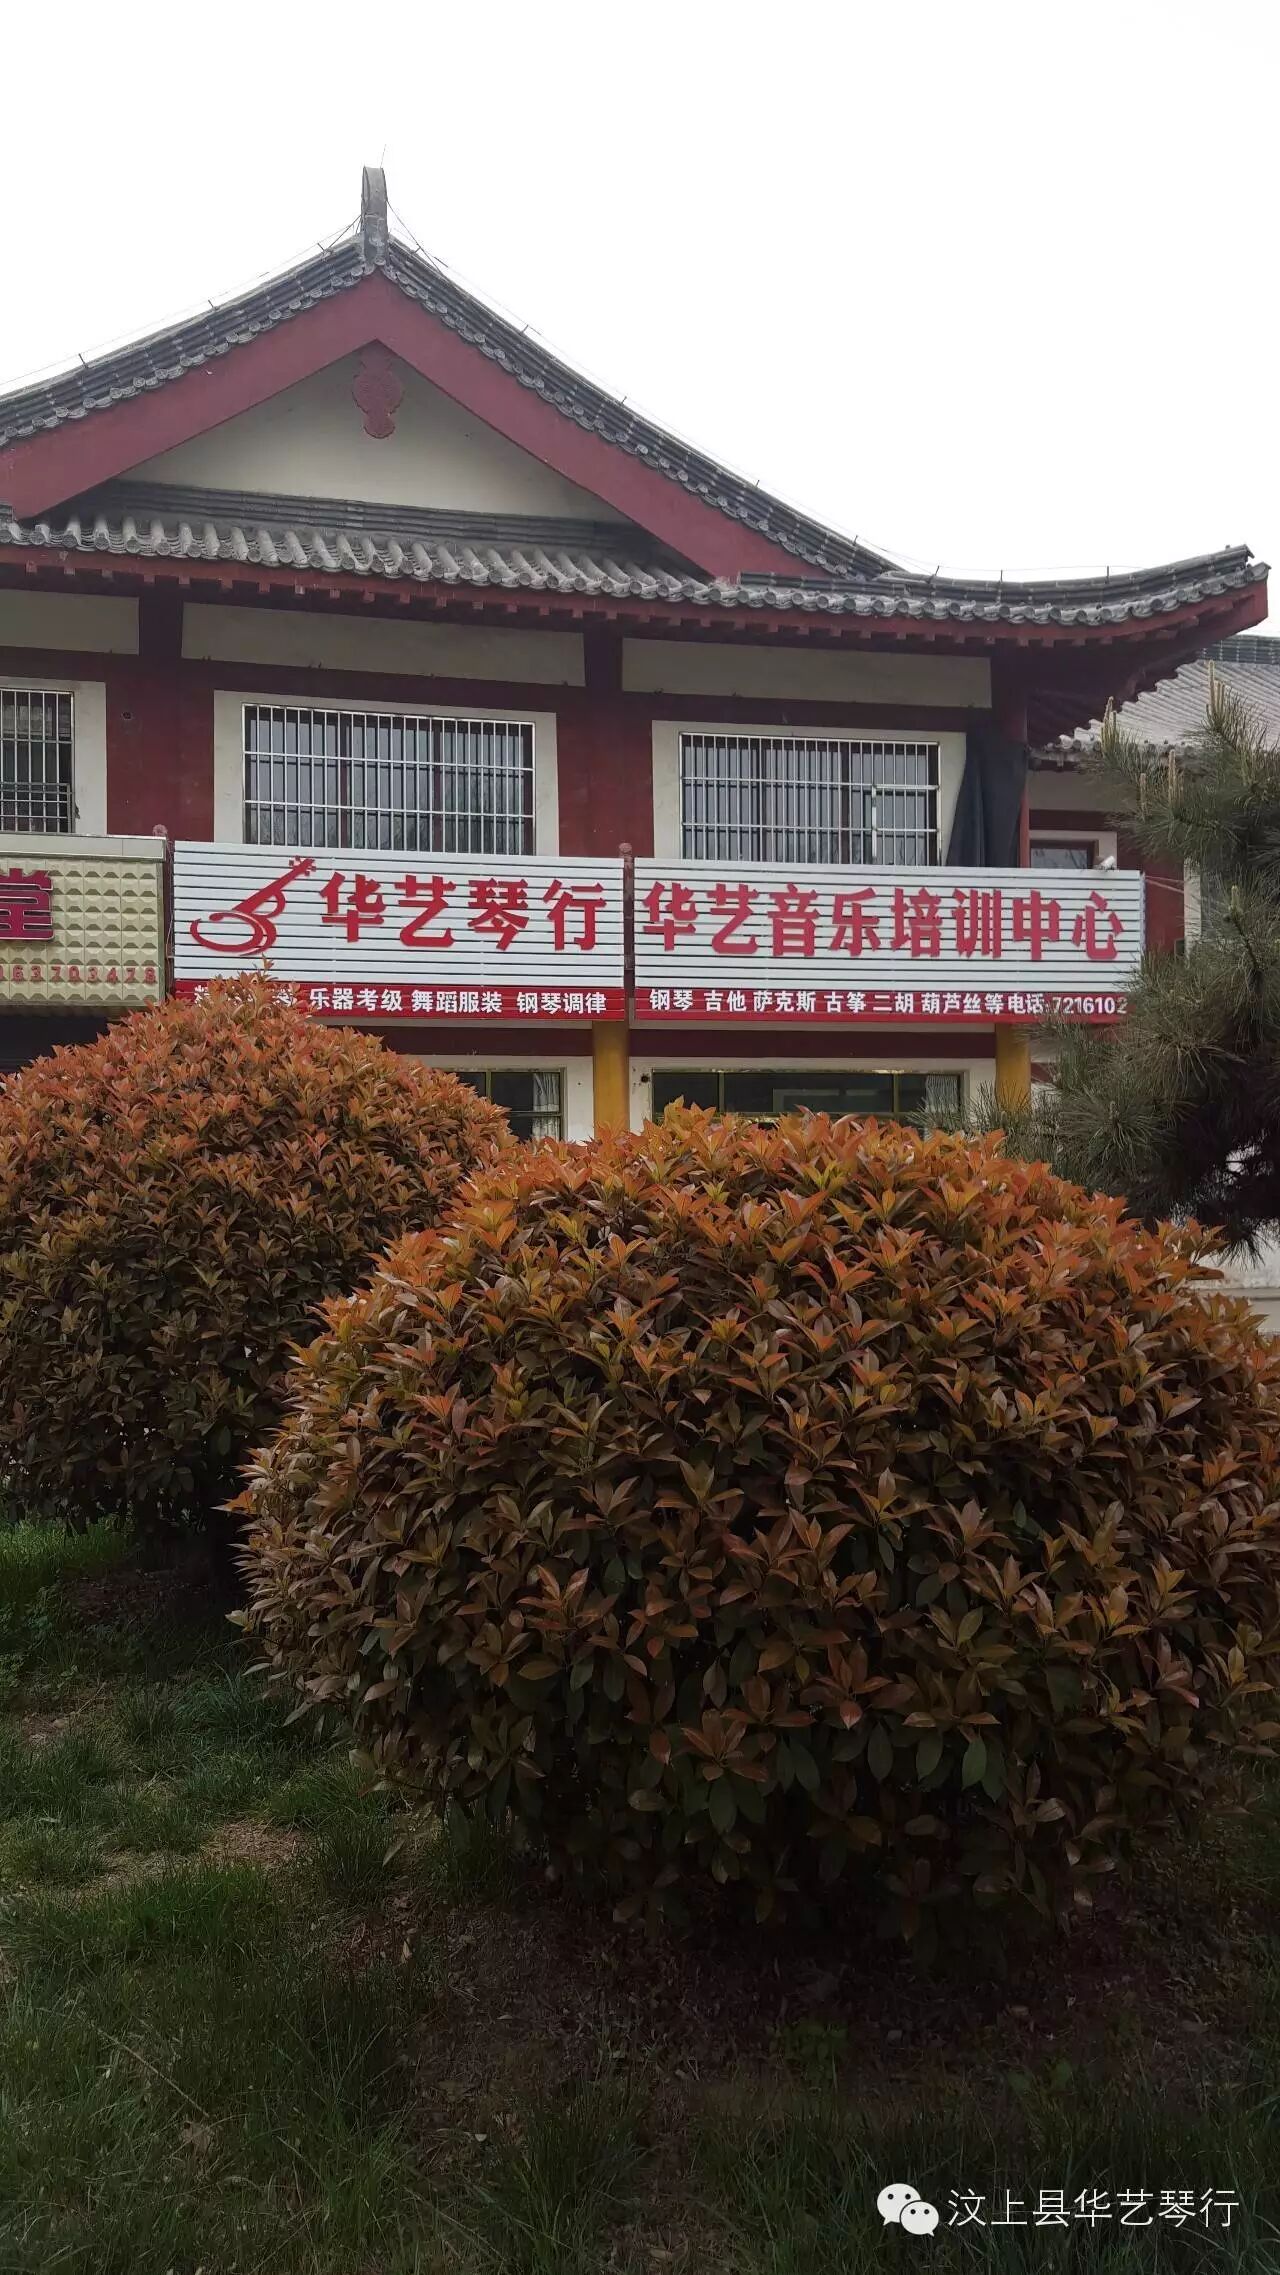 堂
华艺琴行
华艺音乐培训中心
163703478
乐器考级 舞蹈服装 钢琴调律
钢琴 吉他 萨克斯 古筝 二胡 葫芦丝等电话:7216102
汶上县华艺琴行